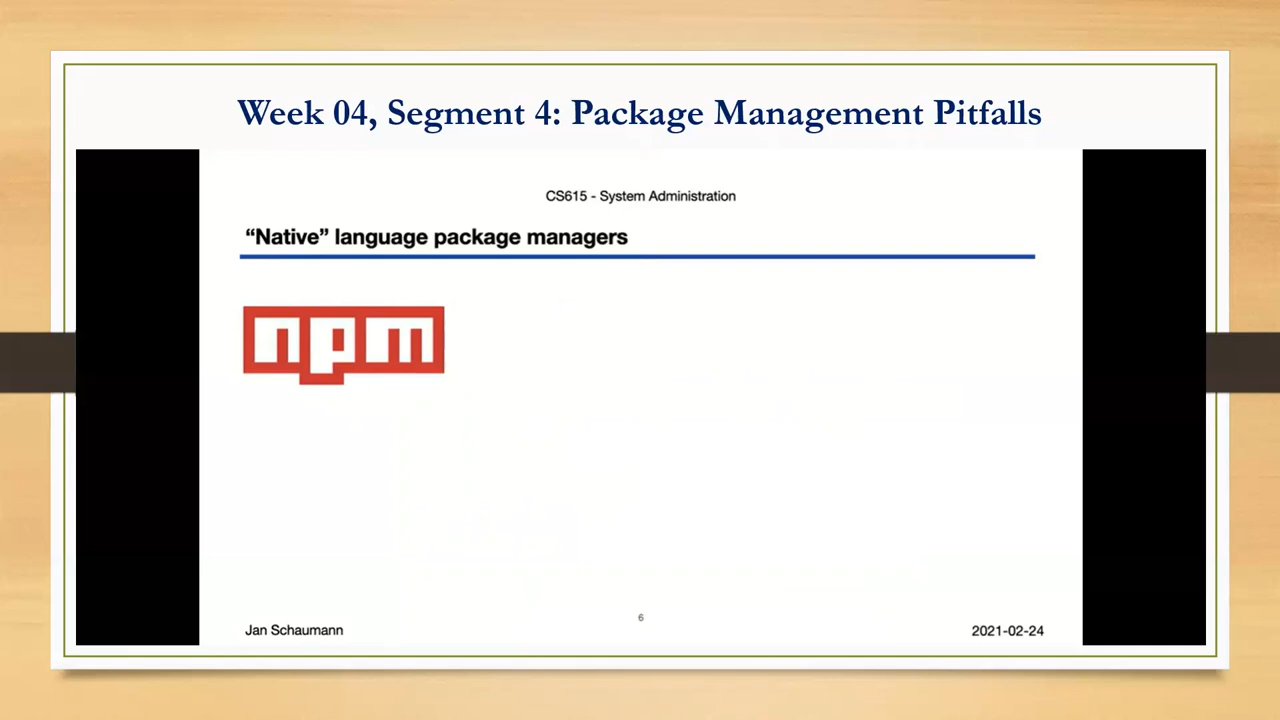 Week 04, Segment 4: Package Management Pitfalls
CS615 - System Administration
“Native” language package managers
npm
6
Jan Schaumann
2021-02-24